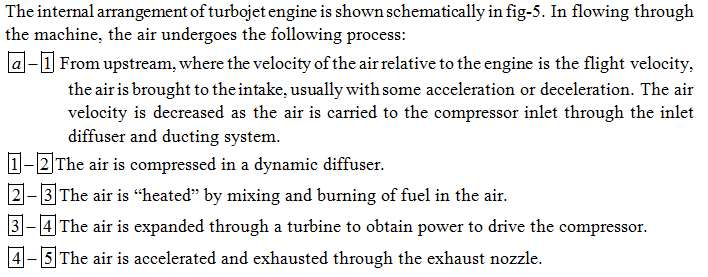 The internal arrangement of turbojet engine is shown schematically in fig-5. In flowing through
the machine, the air undergoes the following process:
a – 1 From upstream, where the velocity of the air relative to the engine is the flight velocity,
the air is brought to the intake, usually with some acceleration or deceleration. The air
velocity is decreased as the air is carried to the compressor inlet through the inlet
diffuser and ducting system.
1 – 2 The air is compressed in a dynamic diffuser.
2 – 3 The air is “heated” by mixing and burning of fuel in the air.
3 – 4 The air is expanded through a turbine to obtain power to drive the compressor.
4 – 5 The air is accelerated and exhausted through the exhaust nozzle.